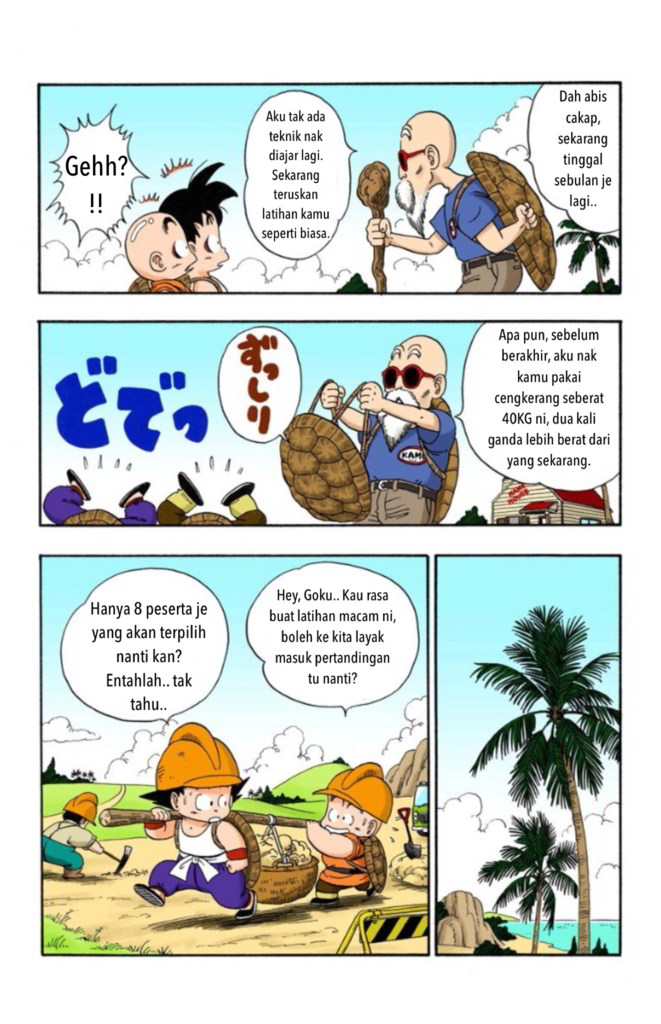 Dah abis
cakap,
sekarang
tinggal
sebulan je
lagi..
Aku tak ada
teknik nak
diajar lagi.
Sekarang
teruskan
latihan kamu
seperti biasa.
Gehh?
!!
Apa pun, sebelum
berakhir, aku nak
kamu pakai
cengkerang seberat
40KG ni, dua kali
ganda lebih berat dari
yang sekarang.
ずっしり
KAME
どでっ
KAME
HOUSE
Hey, Goku.. Kau rasa
buat latihan macam ni,
boleh ke kita layak
masuk pertandingan
tu nanti?
Hanya 8 peserta je
yang akan terpilih
nanti kan?
Entahlah.. tak
tahu..